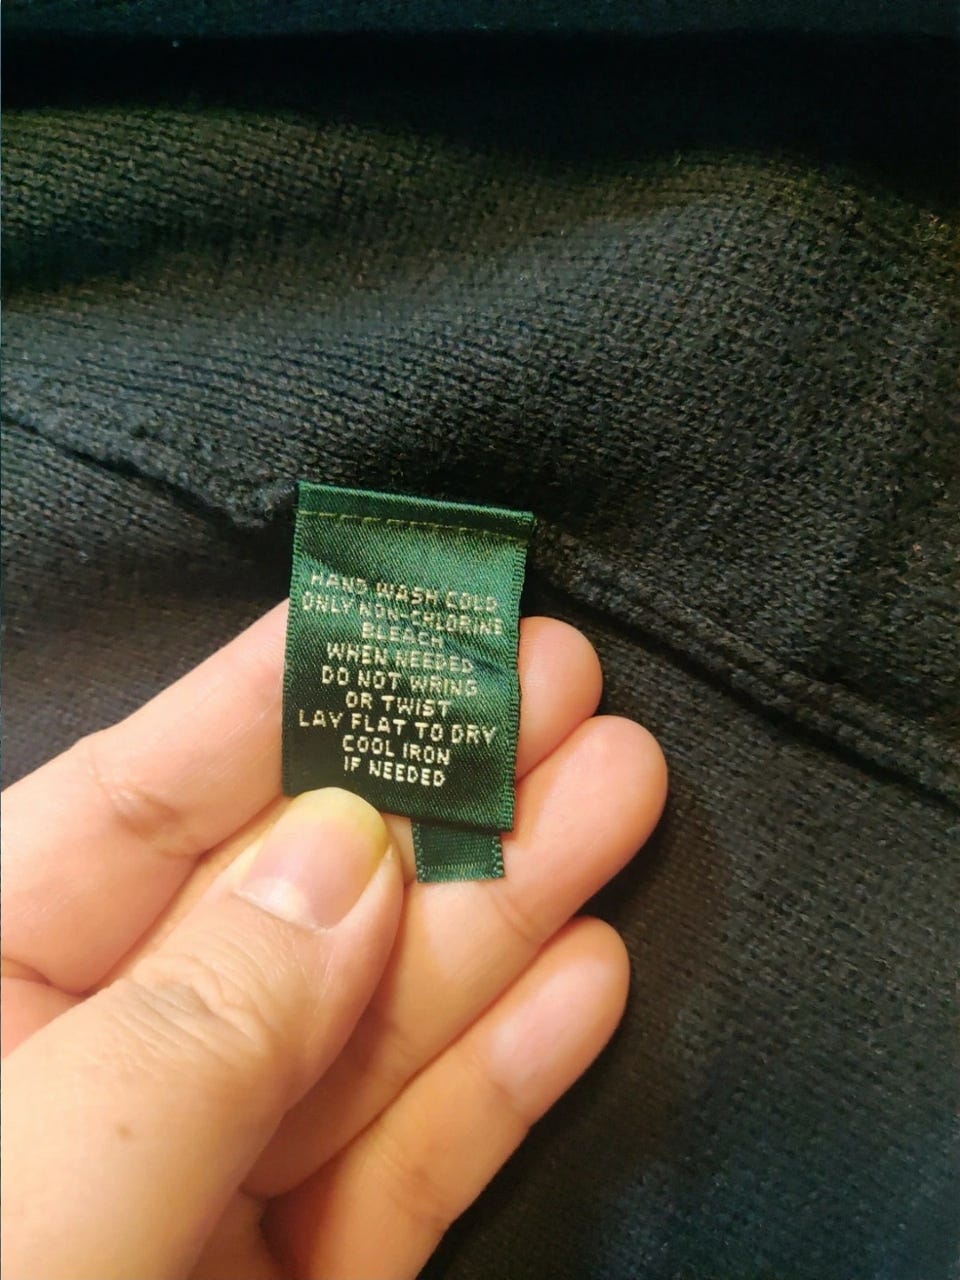 HAND WASH COLD
ONLY NON-CHLORINE
BLEACH
WHEN NEEDED
DO NOT WRING
OR TWIST
LAY FLAT TO DRY
COOL IRON
IF NEEDED